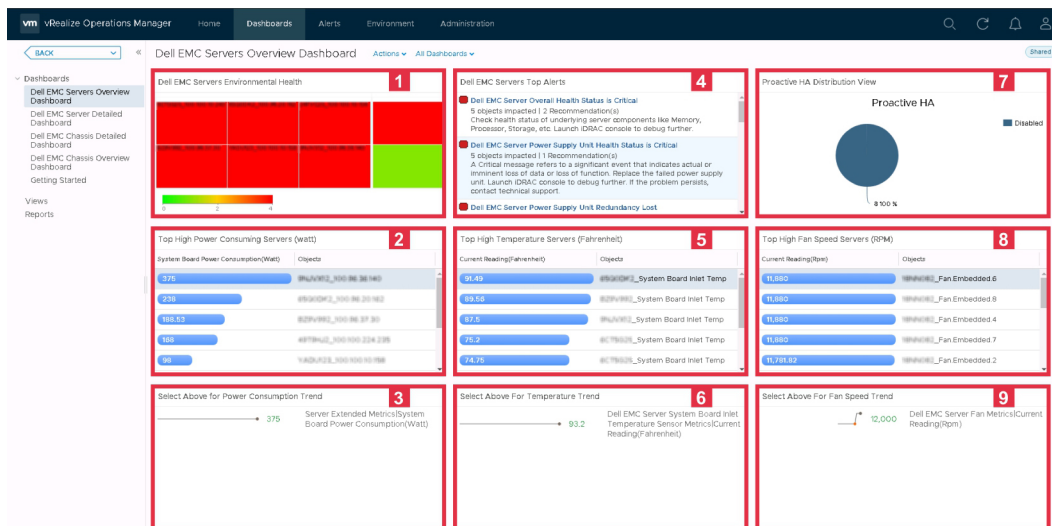 vm vRealize Operations Manager Home Dashboards Alerts Environment Administration
BACK
Dell EMC Servers Overview Dashboard Actions All Dashboards Shared
Dashboards
Dell EMC Servers Overview
Dashboard
Dell EMC Server Detailed
Dashboard
Dell EMC Chassis Detailed
Dashboard
Dell EMC Chassis Overview
Dashboard
Getting Started
Views
Reports
Dell EMC Servers Environmental Health 1
0 2 4
Dell EMC Servers Top Alerts 4
Dell EMC Server Overall Health Status is Critical
5 objects impacted | 2 Recommendation(s)
Check health status of underlying server components like Memory,
Processor, Storage, etc. Launch iDRAC console to debug further.
Dell EMC Server Power Supply Unit Health Status is Critical
5 objects impacted | 1 Recommendation(s)
A Critical message refers to a significant event that indicates actual or
imminent loss of data or loss of function. Replace the failed power supply
unit. Launch iDRAC console to debug further. If the problem persists,
contact technical support.
Dell EMC Server Power Supply Unit Redundancy Lost
Proactive HA Distribution View 7
Proactive HA
Disabled
8 100 %
Top High Power Consuming Servers (watt) 2
System Board Power Consumption(Watt) Objects
375
238
188.53
168
98
Top High Temperature Servers (Fahrenheit) 5
Current Reading(Fahrenheit) Objects
91.49 _System Board Inlet Temp
89.56 _System Board Inlet Temp
87.5 _System Board Inlet Temp
75.2 _System Board Inlet Temp
74.75 _System Board Inlet Temp
Top High Fan Speed Servers (RPM) 8
Current Reading(Rpm) Objects
11,880 _Fan.Embedded.6
11,880 _Fan.Embedded.8
11,880 _Fan.Embedded.4
11,880 _Fan.Embedded.7
11,781.82 _Fan.Embedded.2
Select Above for Power Consumption Trend 3
375 Server Extended Metrics|System
Board Power Consumption(Watt)
Select Above For Temperature Trend 6
93.2 Dell EMC Server System Board Inlet
Temperature Sensor Metrics|Current
Reading(Fahrenheit)
Select Above For Fan Speed Trend 9
12,000 Dell EMC Server Fan Metrics|Current
Reading(Rpm)